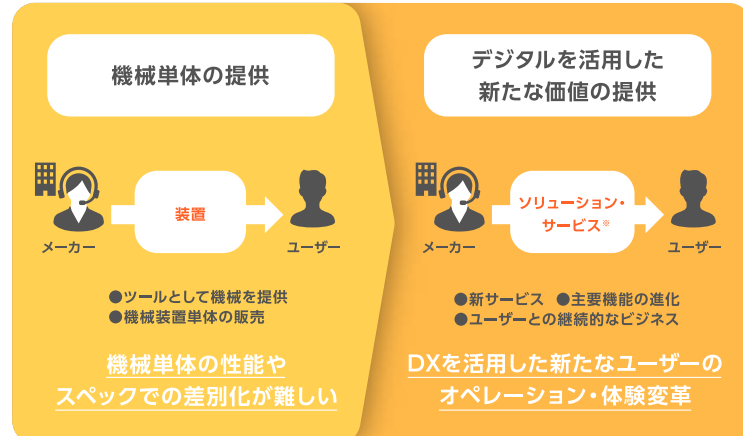 機械単体の提供
メーカー
装置
ユーザー
●ツールとして機械を提供
●機械装置単体の販売
機械単体の性能や
スペックでの差別化が難しい
デジタルを活用した
新たな価値の提供
メーカー
ソリューション・
サービス※
ユーザー
●新サービス ●主要機能の進化
●ユーザーとの継続的なビジネス
DXを活用した新たなユーザーの
オペレーション・体験変革